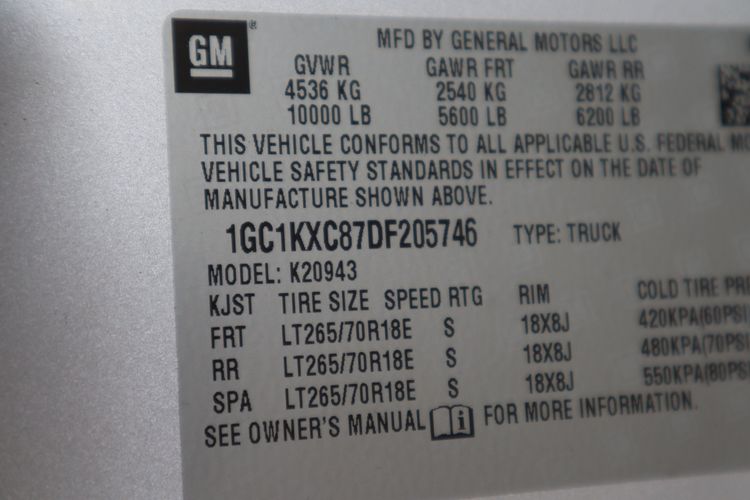 GM ®
MFD BY GENERAL MOTORS LLC
GVWR GAWR FRT GAWR RR
4536 KG 2540 KG 2812 KG
10000 LB 5600 LB 6200 LB
THIS VEHICLE CONFORMS TO ALL APPLICABLE U.S. FEDERAL MO
VEHICLE SAFETY STANDARDS IN EFFECT ON THE DATE OF
MANUFACTURE SHOWN ABOVE.
1GC1KXC87DF205746 TYPE: TRUCK
MODEL: K20943
KJST TIRE SIZE SPEED RTG RIM COLD TIRE PRE
FRT LT265/70R18E S 18X8J 420KPA(60PSI
RR LT265/70R18E S 18X8J 480KPA(70PSI
SPA LT265/70R18E S 18X8J 550KPA(80PSI
SEE OWNER'S MANUAL i FOR MORE INFORMATION.